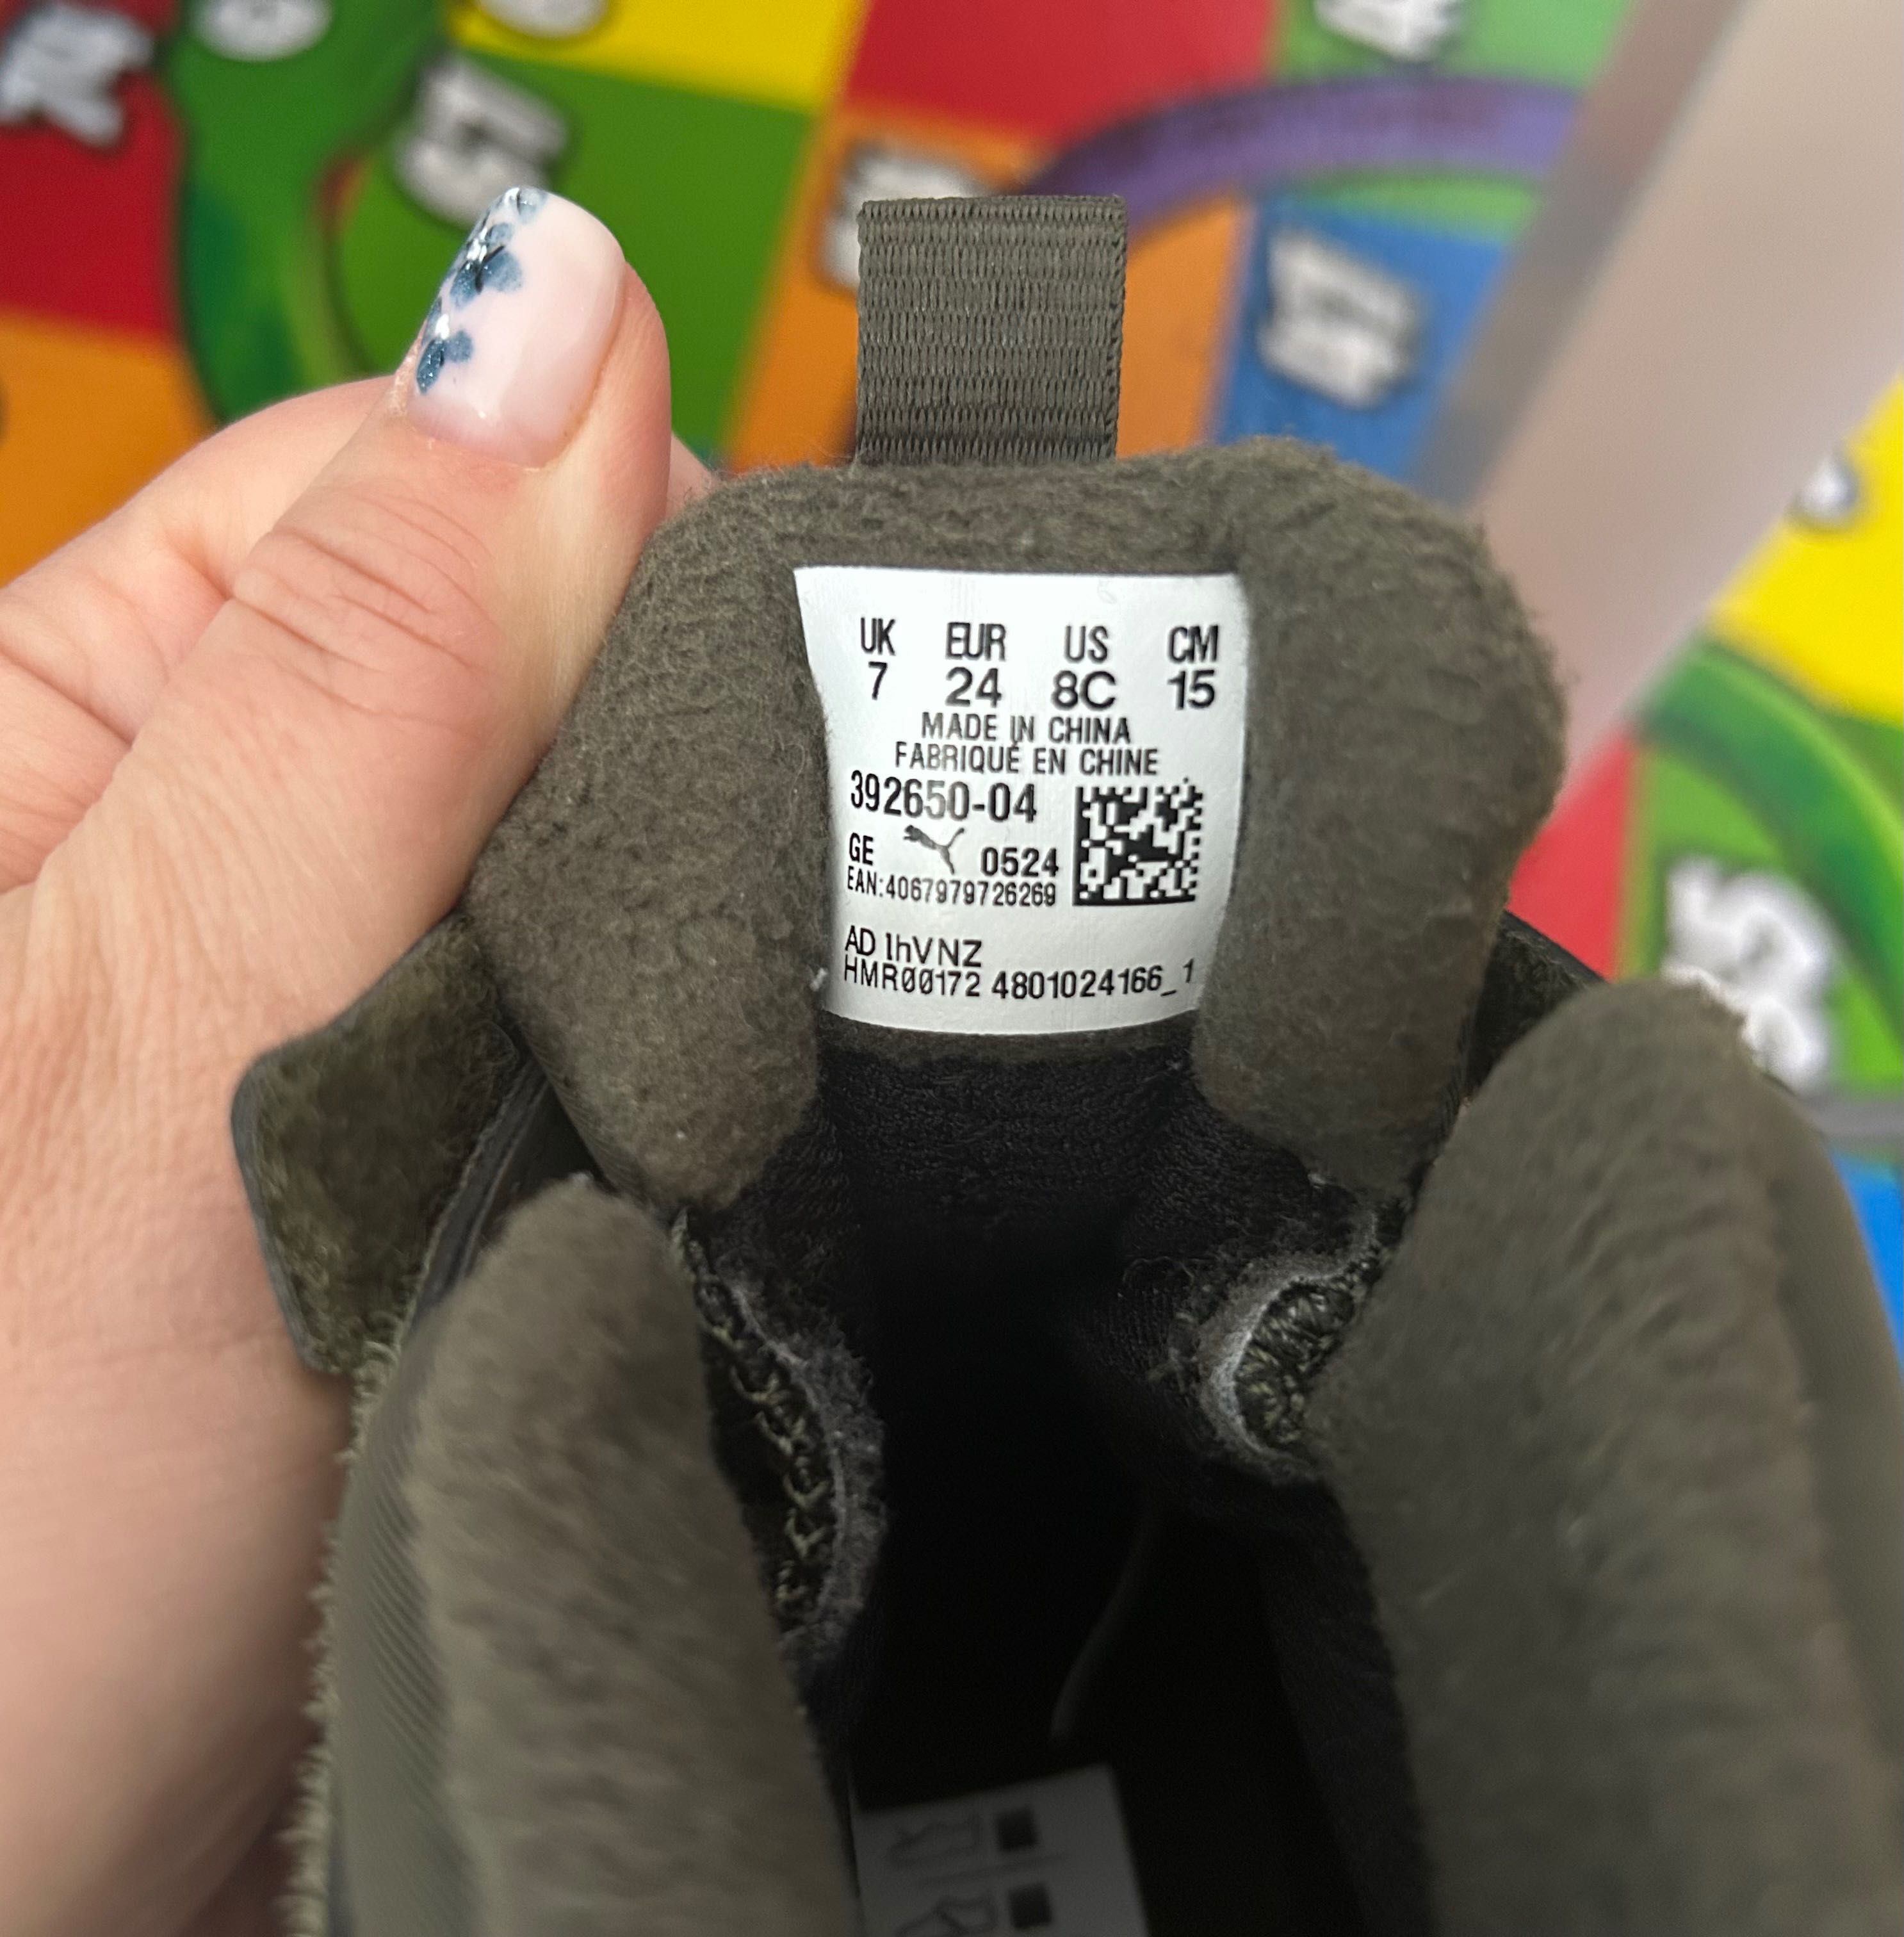 UK EUR US CM
7 24 8C 15
MADE IN CHINA
FABRIQUÉ EN CHINE
392650-04
GE 0524
EAN:4067979726269
AD 1hVNZ
HMR00172 4801024166_1